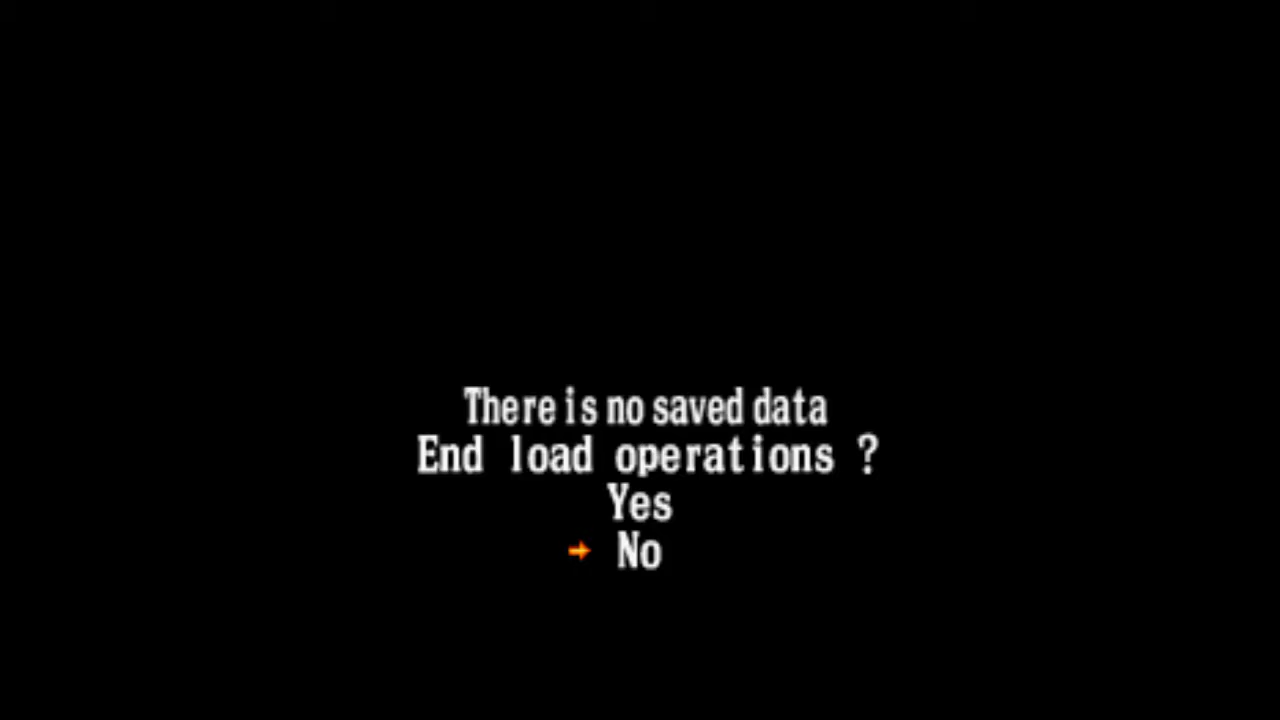 There is no saved data
End load operations ?
Yes
No